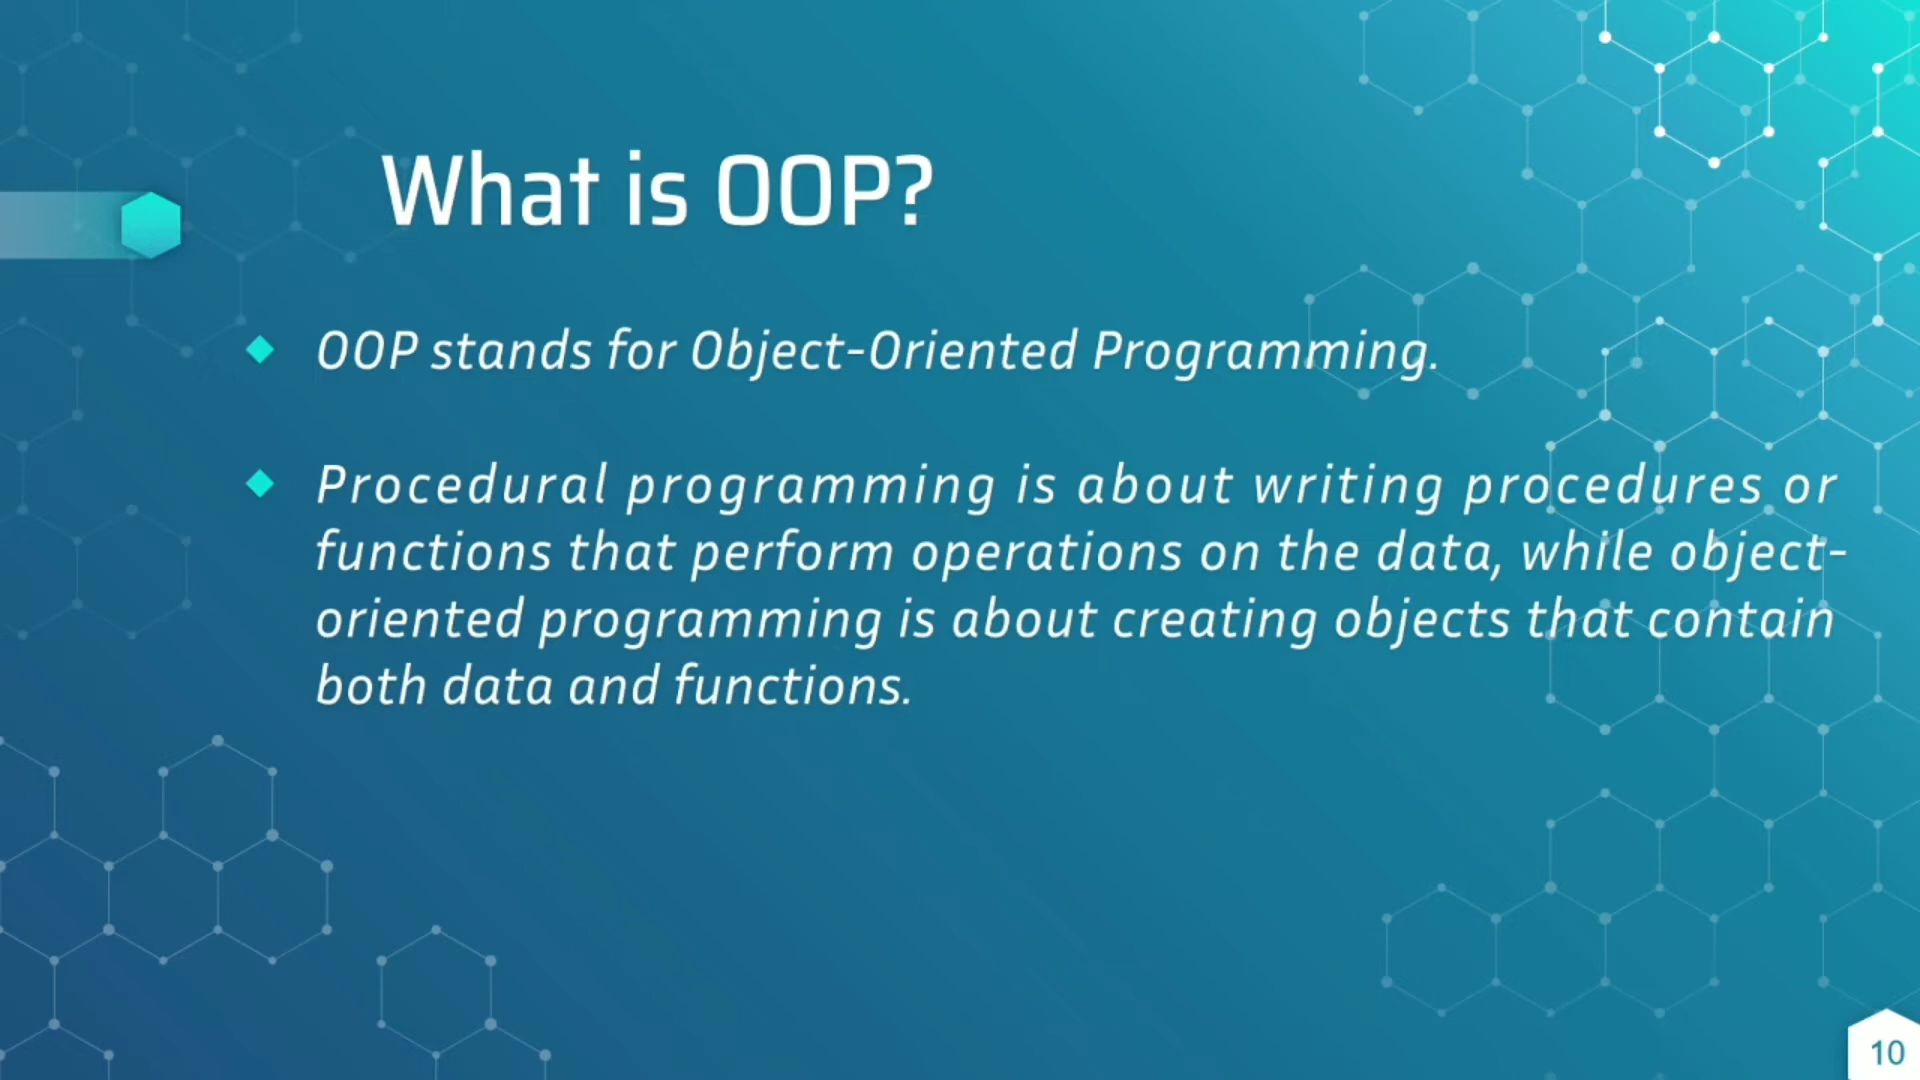 What is OOP?
OOP stands for Object-Oriented Programming.
Procedural programming is about writing procedures or
functions that perform operations on the data, while object-
oriented programming is about creating objects that contain
both data and functions.
10